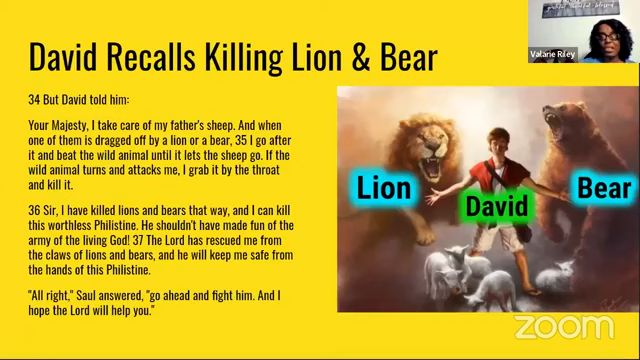 grateful thankful blessed
Valarie Riley
David Recalls Killing Lion & Bear
34 But David told him:
Your Majesty, I take care of my father's sheep. And when
one of them is dragged off by a lion or a bear, 35 I go after
it and beat the wild animal until it lets the sheep go. If the
wild animal turns and attacks me, I grab it by the throat
and kill it.
36 Sir, I have killed lions and bears that way, and I can kill
this worthless Philistine. He shouldn't have made fun of the
army of the living God! 37 The Lord has rescued me from
the claws of lions and bears, and he will keep me safe from
the hands of this Philistine.
"All right," Saul answered, "go ahead and fight him. And I
hope the Lord will help you."
Lion
David
Bear
zoom